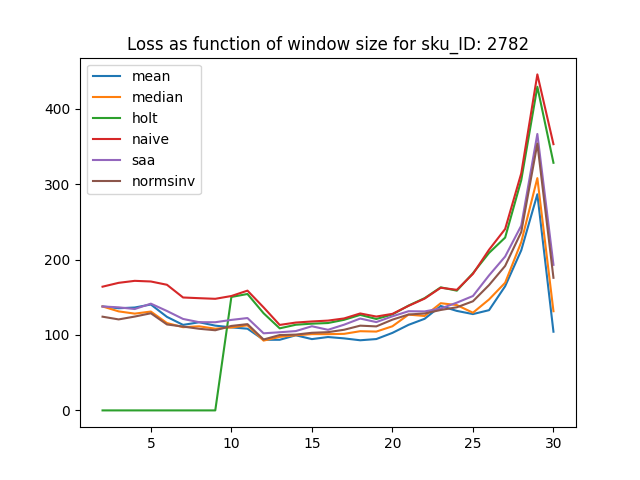 Loss as function of window size for sku_ID: 2782
mean
median
holt
naive
saa
normsinv
400
300
200
100
0
5 10 15 20 25 30